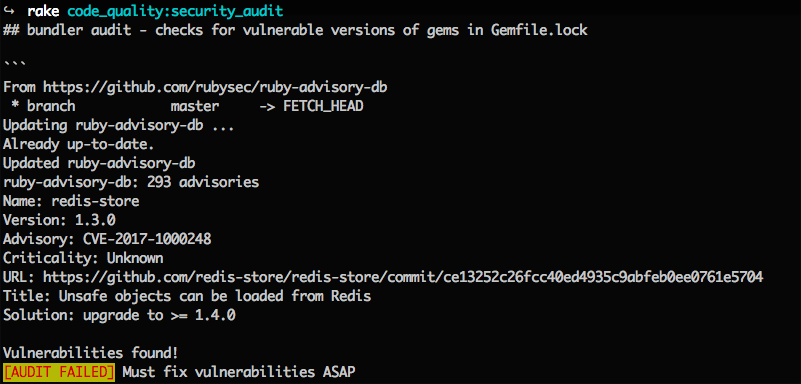 ↪ rake code_quality:security_audit
## bundler audit - checks for vulnerable versions of gems in Gemfile.lock
```
From https://github.com/rubysec/ruby-advisory-db
 * branch            master     -> FETCH_HEAD
Updating ruby-advisory-db ...
Already up-to-date.
Updated ruby-advisory-db
ruby-advisory-db: 293 advisories
Name: redis-store
Version: 1.3.0
Advisory: CVE-2017-1000248
Criticality: Unknown
URL: https://github.com/redis-store/redis-store/commit/ce13252c26fcc40ed4935c9abfeb0ee0761e5704
Title: Unsafe objects can be loaded from Redis
Solution: upgrade to >= 1.4.0
Vulnerabilities found!
[AUDIT FAILED] Must fix vulnerabilities ASAP